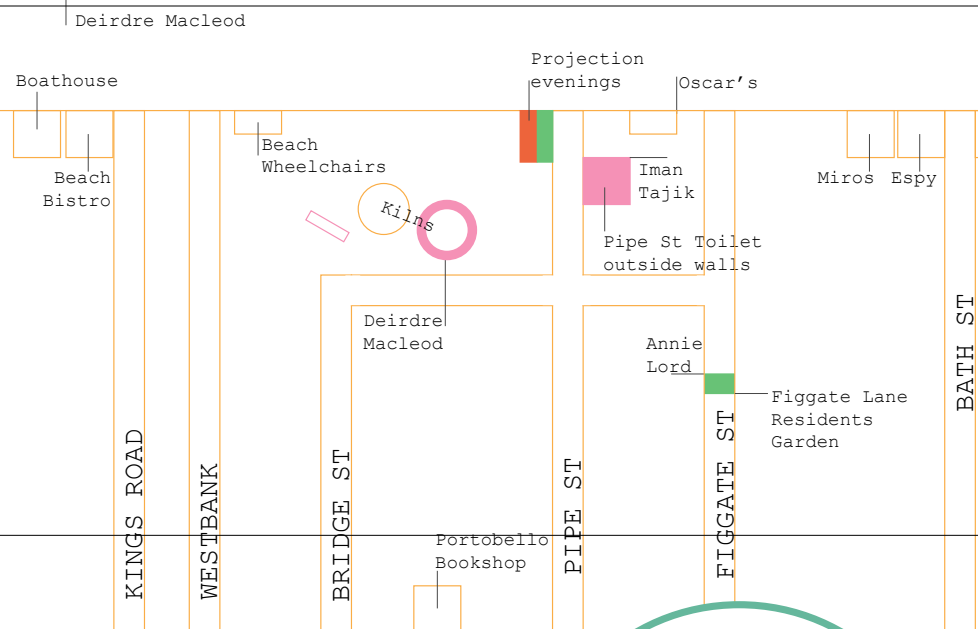 Deirdre Macleod
Projection
evenings
Boathouse
Oscar's
Beach
Wheelchairs
Beach
Bistro
Iman
Tajik
Miros
Espy
Kilns
Pipe St Toilet
outside walls
Deirdre
Macleod
Annie
Lord
Figgate Lane
Residents
Garden
BATH ST
KINGS ROAD
WESTBANK
BRIDGE ST
PIPE ST
FIGGATE ST
Portobello
Bookshop